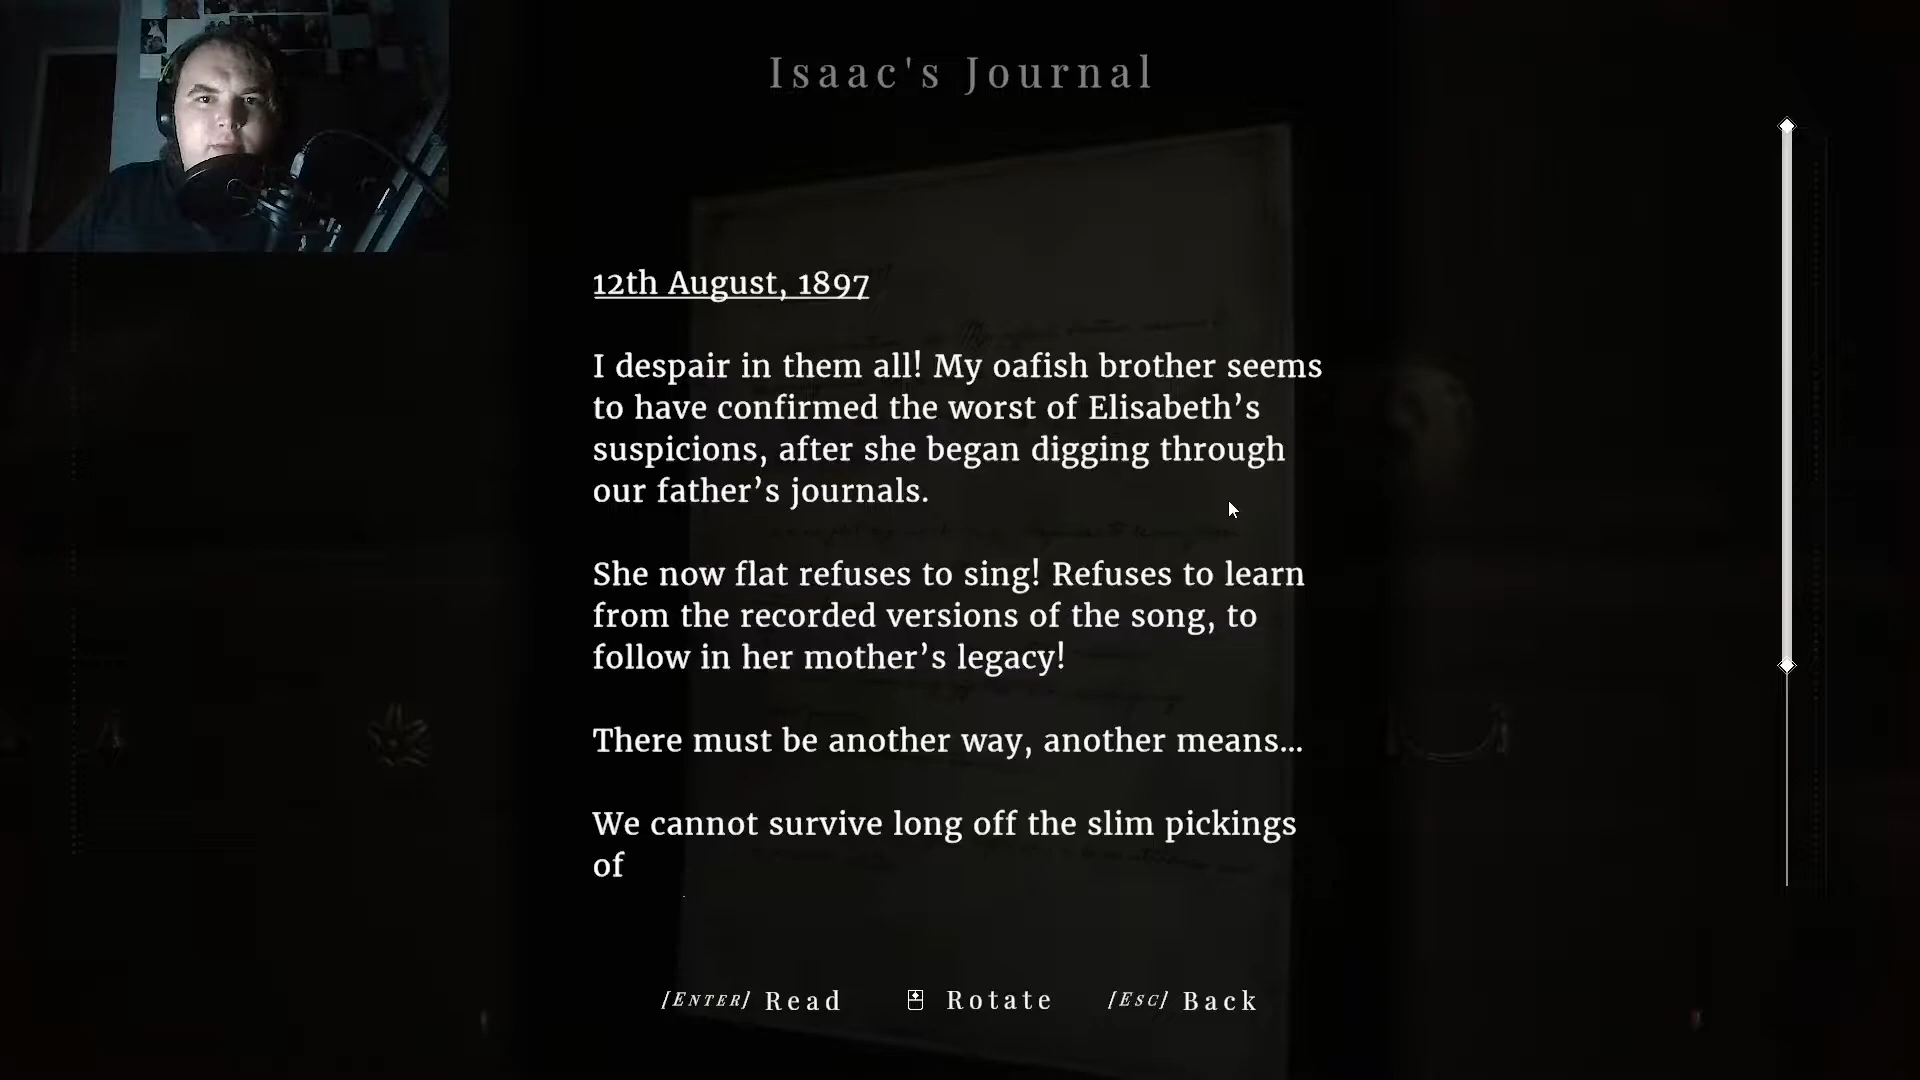 Isaac's Journal
12th August, 1897
I despair in them all! My oafish brother seems
to have confirmed the worst of Elisabeth’s
suspicions, after she began digging through
our father’s journals.
She now flat refuses to sing! Refuses to learn
from the recorded versions of the song, to
follow in her mother’s legacy!
There must be another way, another means...
We cannot survive long off the slim pickings
of
[ENTER] Read Rotate [ESC] Back